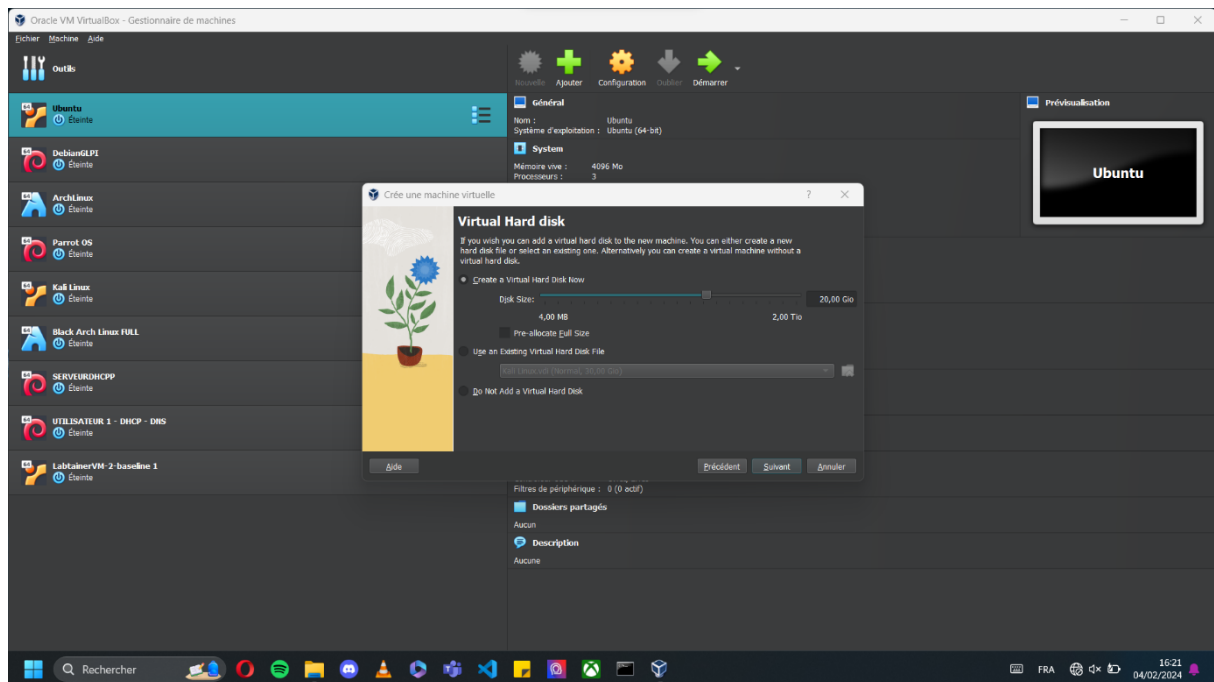 Oracle VM VirtualBox - Gestionnaire de machines
Fichier Machine Aide
Outils
Nouvelle Ajouter Configuration Oublier Démarrer
Ubuntu
Éteinte
DebianGLPI
Éteinte
ArchLinux
Éteinte
Parrot OS
Éteinte
Kali Linux
Éteinte
Black Arch Linux FULL
Éteinte
SERVEURDHCPP
Éteinte
UTILISATEUR 1 - DHCP - DNS
Éteinte
LabtainerVM-2-baseline 1
Éteinte
Général
Nom : Ubuntu
Système d'exploitation : Ubuntu (64-bit)
System
Mémoire vive : 4096 Mo
Processeurs : 3
Prévisualisation
Ubuntu
Crée une machine virtuelle
Virtual Hard disk
If you wish you can add a virtual hard disk to the new machine. You can either create a new
hard disk file or select an existing one. Alternatively you can create a virtual machine without a
virtual hard disk.
Create a Virtual Hard Disk Now
Disk Size: 20,00 Gio
4,00 MB 2,00 Tio
Pre-allocate Full Size
Use an Existing Virtual Hard Disk File
Kali Linux.vdi (Normal, 30,00 Gio)
Do Not Add a Virtual Hard Disk
Aide Précédent Suivant Annuler
Filtres de périphérique : 0 (0 actif)
Dossiers partagés
Aucun
Description
Aucune
Rechercher
FRA
16:21
04/02/2024